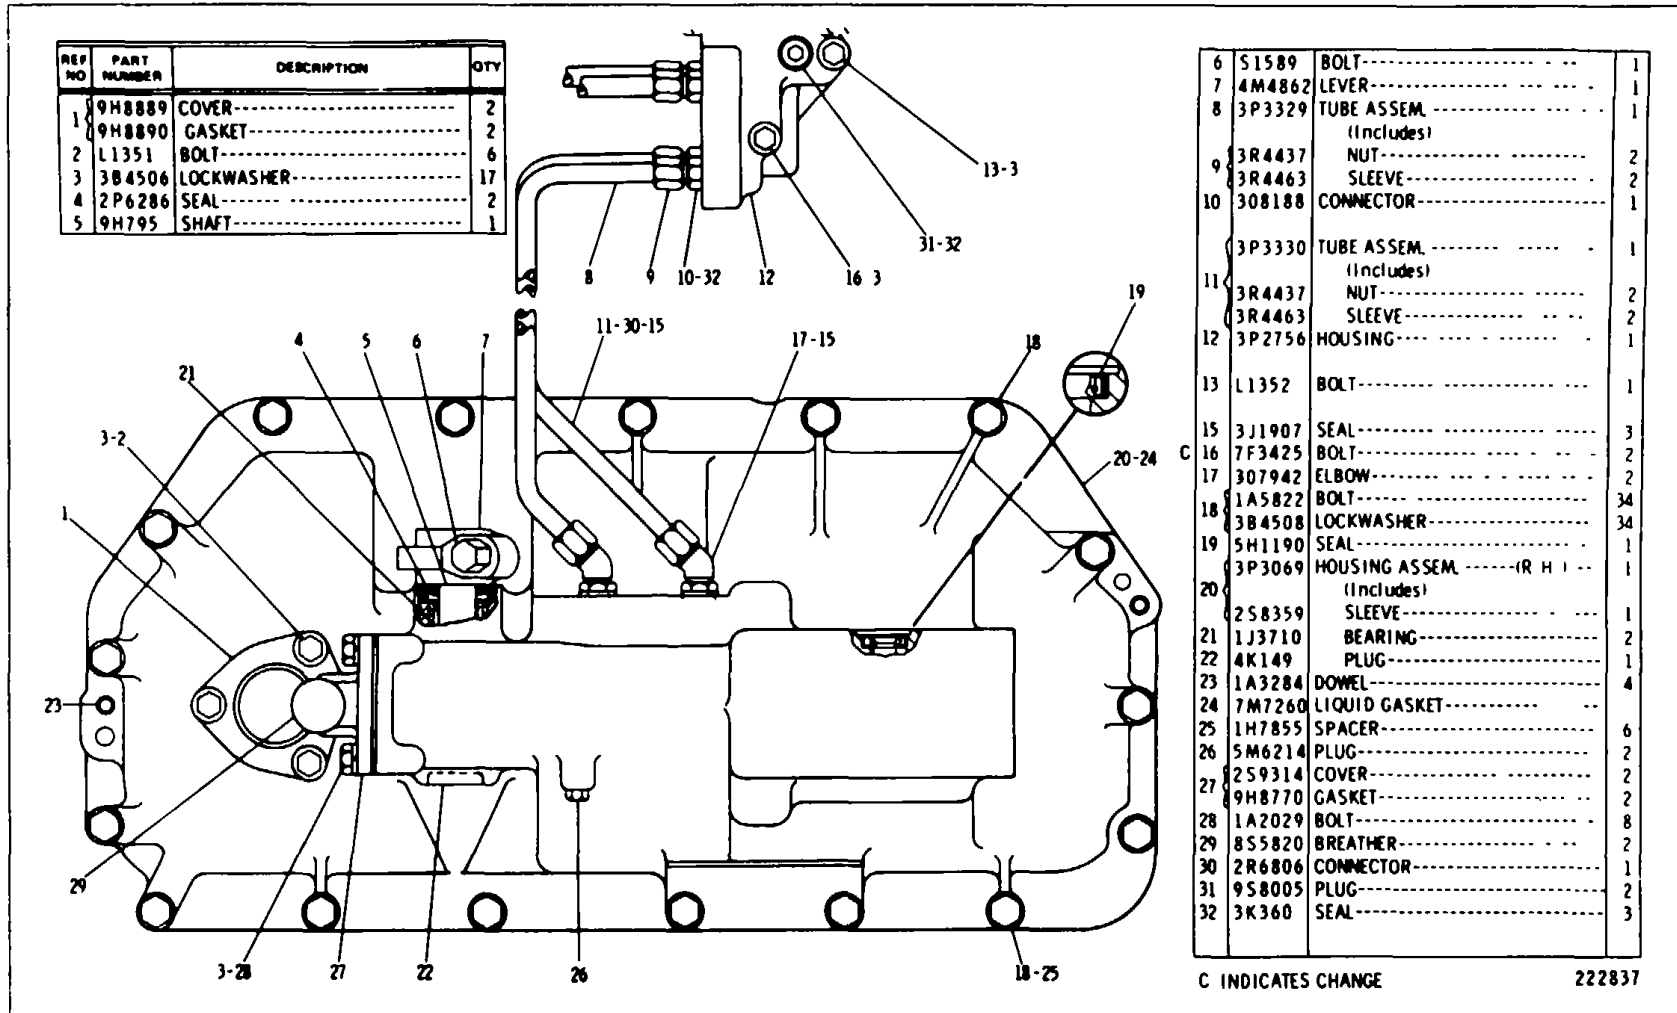 REF NO PART NUMBER DESCRIPTION QTY
1 9H8889 COVER 2
9H8890 GASKET 2
2 L1351 BOLT 6
3 3B4506 LOCKWASHER 17
4 2P6286 SEAL 2
5 9H795 SHAFT 1
6 S1589 BOLT 1
7 4M4862 LEVER 1
8 3P3329 TUBE ASSEM. 1
(Includes)
9 3R4437 NUT 2
3R4463 SLEEVE 2
10 308188 CONNECTOR 1
11 3P3330 TUBE ASSEM. 1
(Includes)
3R4437 NUT 2
3R4463 SLEEVE 2
12 3P2756 HOUSING 1
13 L1352 BOLT 1
15 3J1907 SEAL 3
C 16 7F3425 BOLT 2
17 307942 ELBOW 2
18 1A5822 BOLT 34
3B4508 LOCKWASHER 34
19 5H1190 SEAL 1
20 3P3069 HOUSING ASSEM. (R H) 1
(Includes)
2S8359 SLEEVE 1
21 1J3710 BEARING 2
22 4K149 PLUG 1
23 1A3284 DOWEL 4
24 7M7260 LIQUID GASKET
25 1H7855 SPACER 6
26 5M6214 PLUG 2
27 2S9314 COVER 2
9H8770 GASKET 2
28 1A2029 BOLT 8
29 8S5820 BREATHER 2
30 2R6806 CONNECTOR 1
31 9S8005 PLUG 2
32 3K360 SEAL 3
C INDICATES CHANGE 222837
13-3
31-32
8 9 10-32 12 16 3
19
11-30-15
4 5 6 7 17-15 18
21
3-2
20-24
1
23
29
3-28 27 22 26 18-25